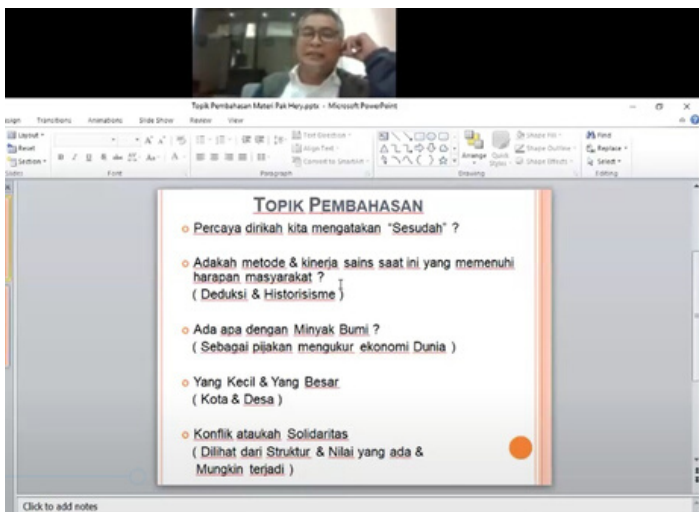 Topik Pembahasan Materi Pak Hery.pptx - Microsoft PowerPoint
Transitions Animations Slide Show Review View
Layout
Reset
Section
Text Direction
Align Text
Convert to SmartArt
Arrange
Quick Styles
Shape Fill
Shape Outline
Shape Effects
Find
Replace
Select
Slides Font Paragraph Drawing Editing
TOPIK PEMBAHASAN
Percaya dirikah kita mengatakan “Sesudah” ?
Adakah metode & kinerja sains saat ini yang memenuhi
harapan masyarakat ?
( Deduksi & Historisisme )
Ada apa dengan Minyak Bumi ?
( Sebagai pijakan mengukur ekonomi Dunia )
Yang Kecil & Yang Besar
( Kota & Desa )
Konflik ataukah Solidaritas
( Dilihat dari Struktur & Nilai yang ada &
Mungkin terjadi )
Click to add notes